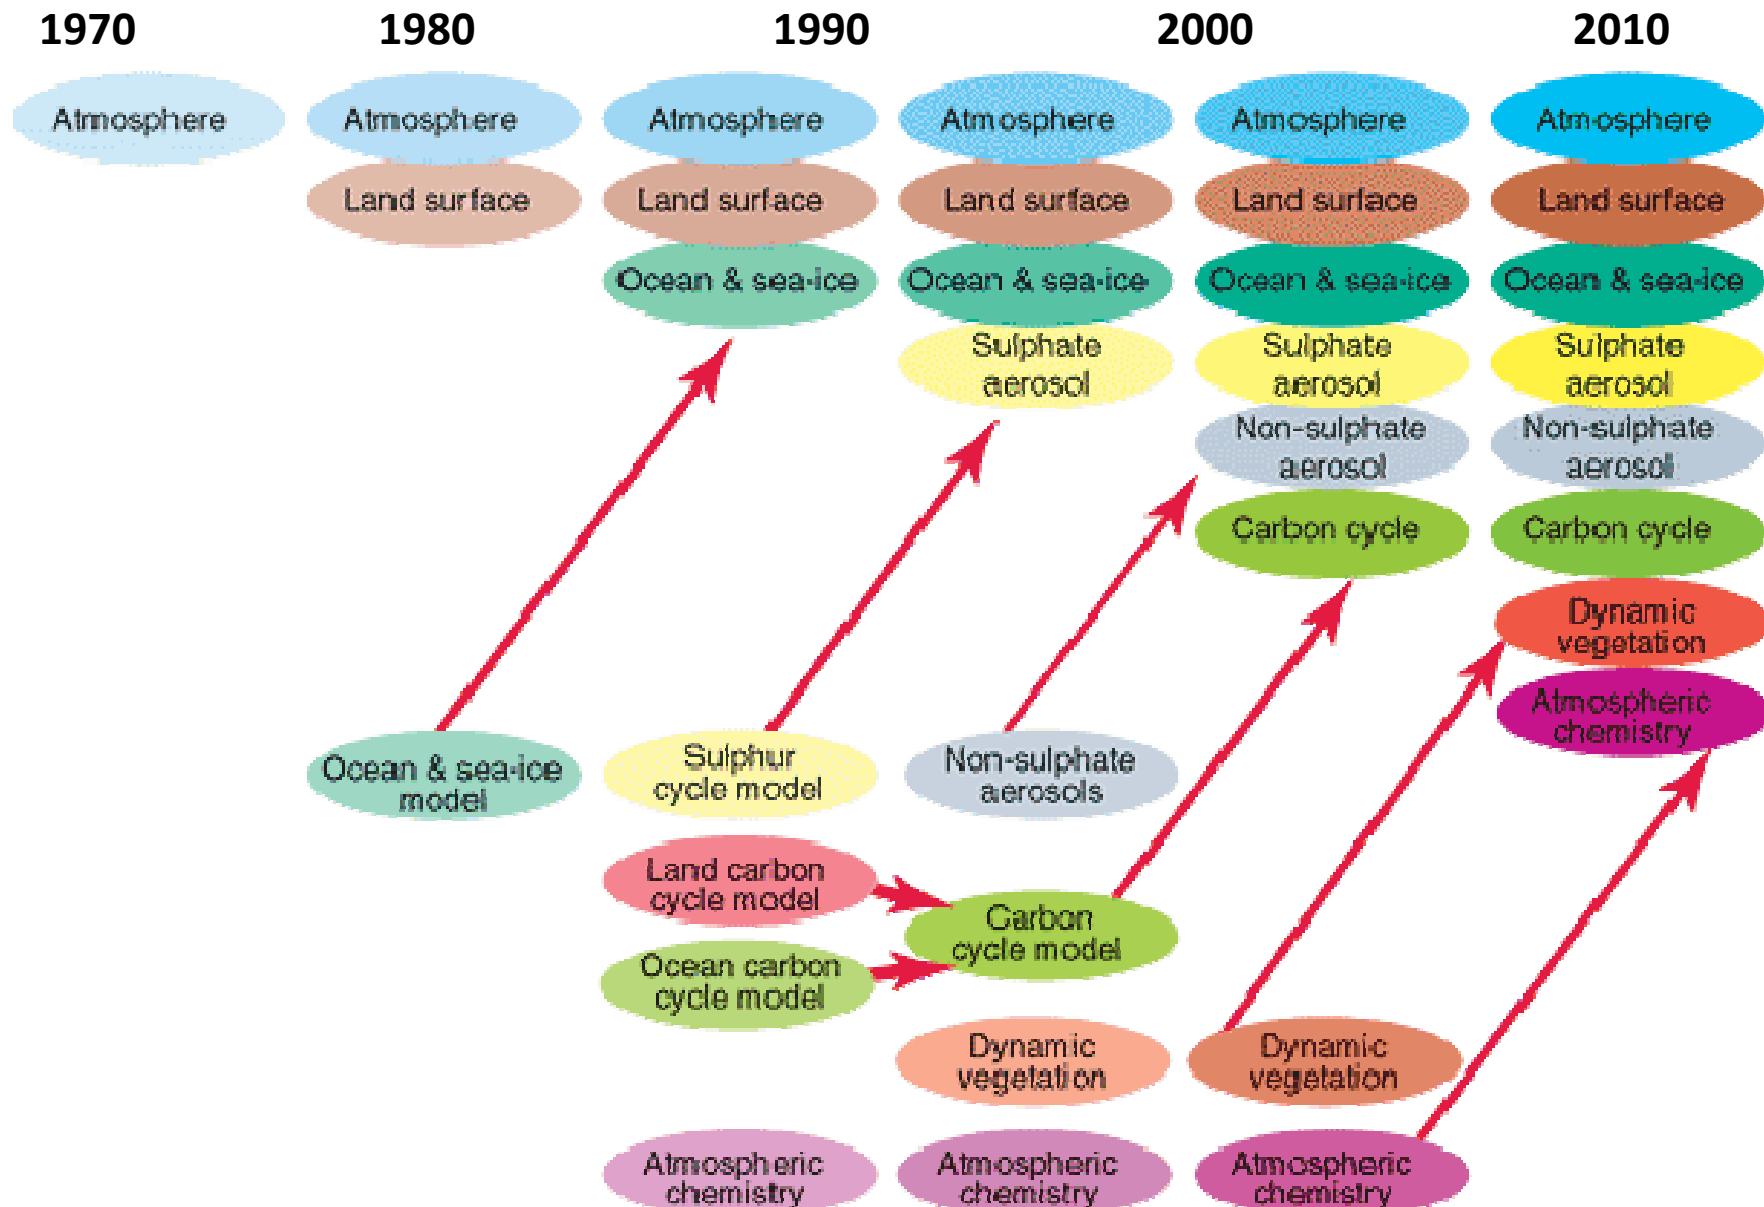 1970 1980 1990 2000 2010
Atmosphere Atmosphere Atmosphere Atmosphere Atmosphere Atmosphere
Land surface Land surface Land surface Land surface Land surface
Ocean & sea-ice Ocean & sea-ice Ocean & sea-ice Ocean & sea-ice
Sulphate Sulphate Sulphate
aerosol aerosol aerosol
Non-sulphate Non-sulphate
aerosol aerosol
Carbon cycle Carbon cycle
Dynamic
vegetation
Atmospheric
chemistry
Ocean & sea-ice
model
Sulphur
cycle model
Non-sulphate
aerosols
Land carbon
cycle model
Carbon
cycle model
Ocean carbon
cycle model
Dynamic Dynamic
vegetation vegetation
Atmospheric Atmospheric Atmospheric
chemistry chemistry chemistry